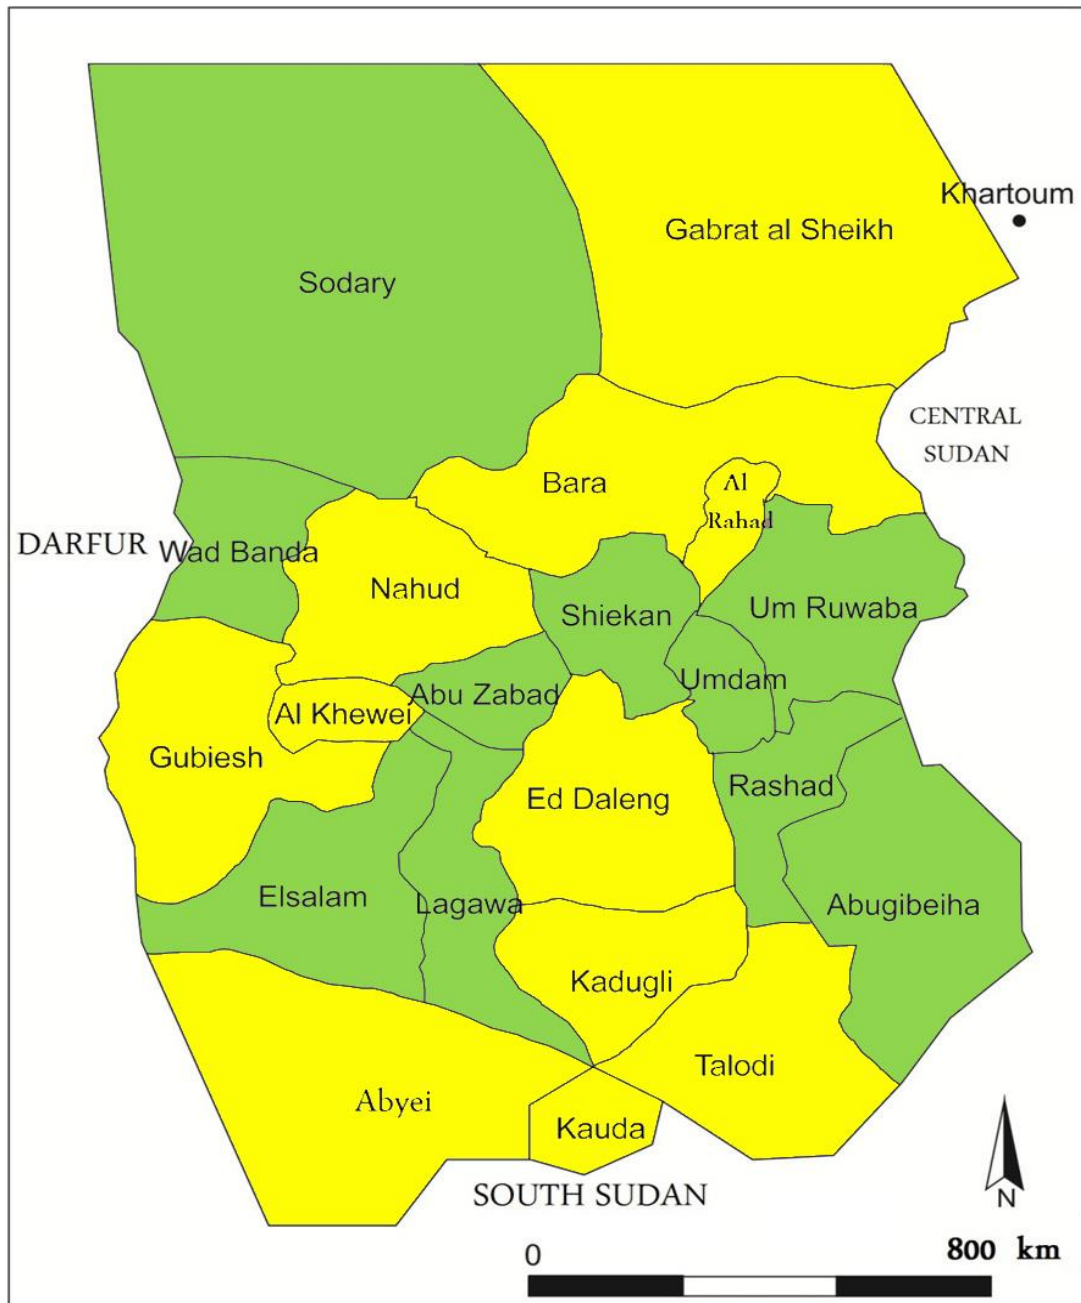 Khartoum
Gabrat al Sheikh
Sodary
CENTRAL
SUDAN
Bara
Al
Rahad
DARFUR
Wad Banda
Nahud
Shiekan
Um Ruwaba
Abu Zabad
Umdam
Al Khewei
Gubiesh
Ed Daleng
Rashad
Elsalam
Lagawa
Abugibeiha
Kadugli
Talodi
Abyei
Kauda
SOUTH SUDAN
N
0
800 km